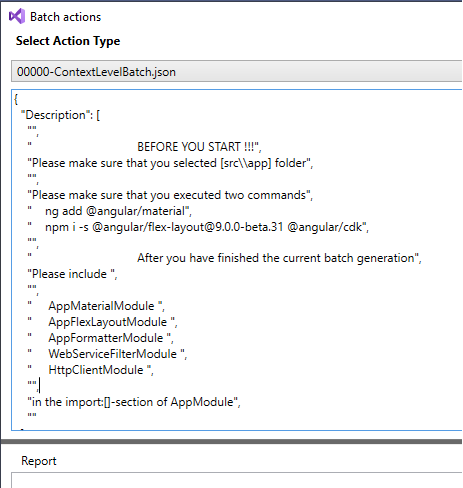 Batch actions
Select Action Type
00000-ContextLevelBatch.json
{
"Description": [
"",
" BEFORE YOU START !!!",
"Please make sure that you selected [src\\app] folder",
"",
"Please make sure that you executed two commands",
" ng add @angular/material",
" npm i -s @angular/flex-layout@9.0.0-beta.31 @angular/cdk",
"",
" After you have finished the current batch generation",
"Please include ",
"",
" AppMaterialModule ",
" AppFlexLayoutModule ",
" AppFormatterModule ",
" WebServiceFilterModule ",
" HttpClientModule ",
"",
"in the import:[]-section of AppModule",
""
Report